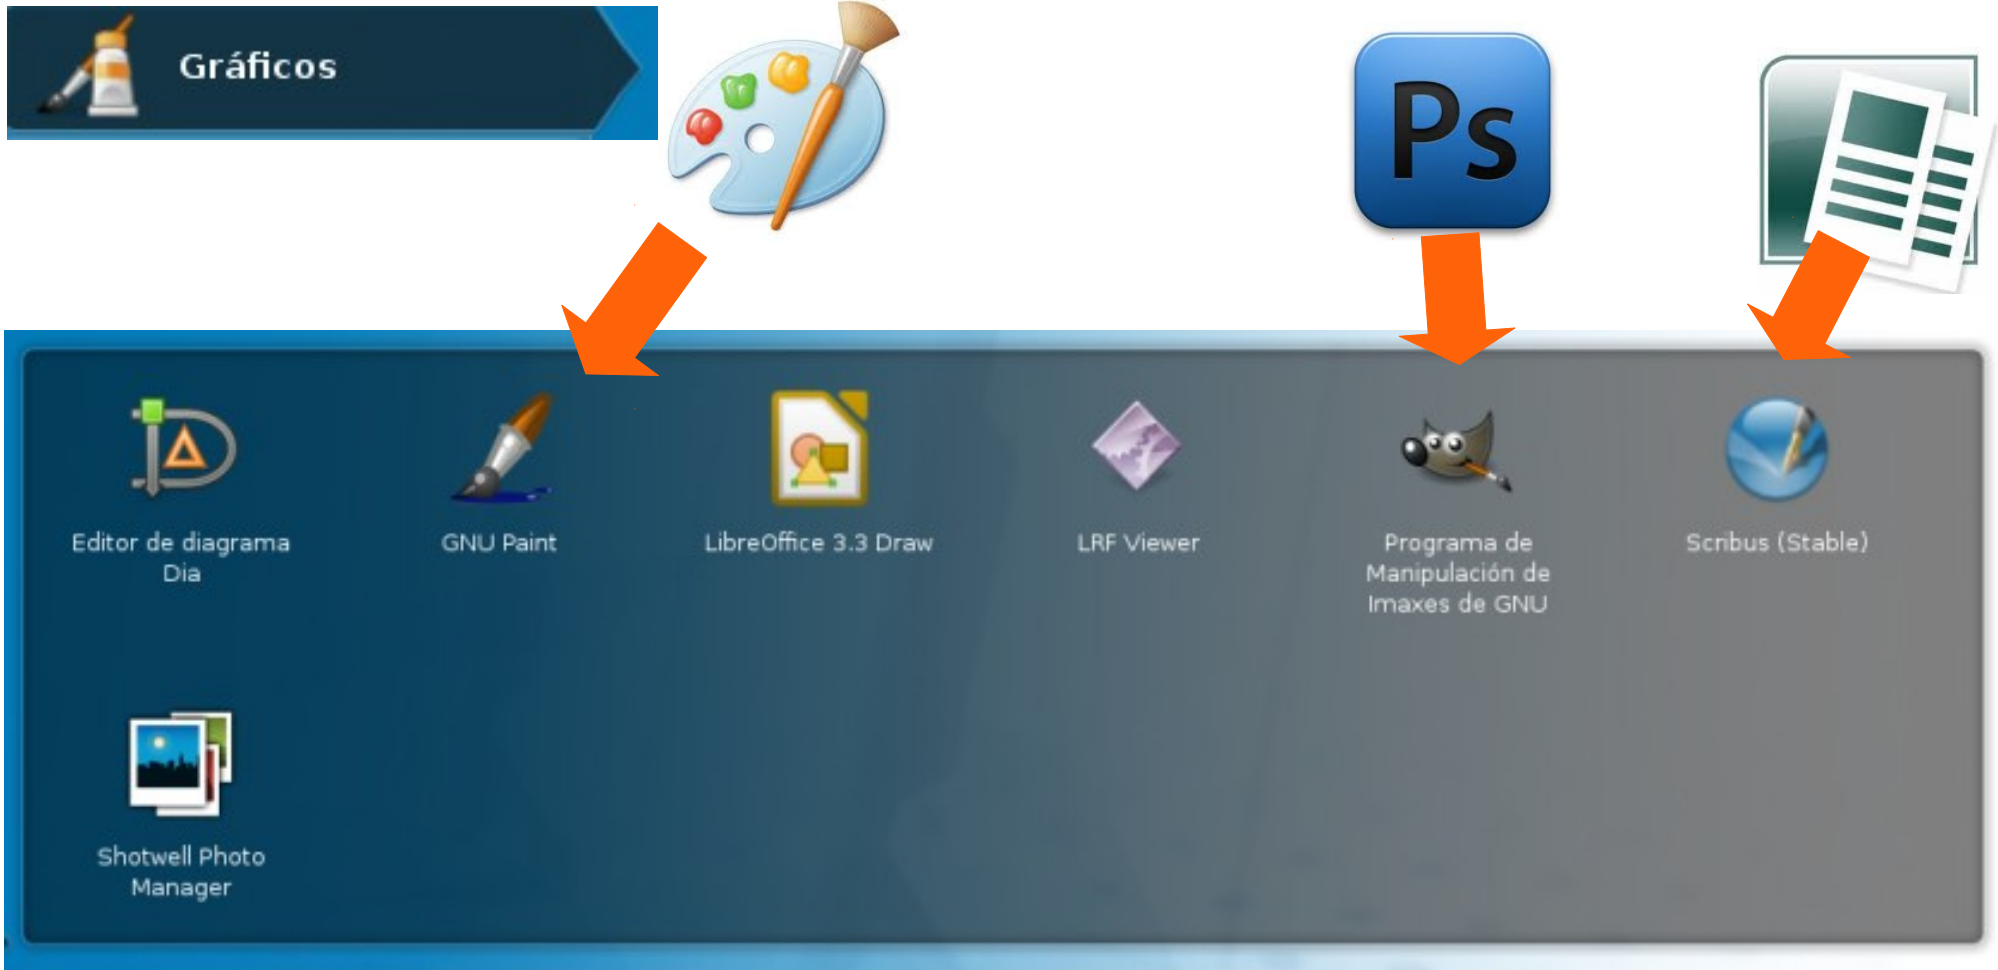 Gráficos
Ps
Editor de diagrama
Dia
GNU Paint
LibreOffice 3.3 Draw
LRF Viewer
Programa de
Manipulación de
Imaxes de GNU
Scribus (Stable)
Shotwell Photo
Manager